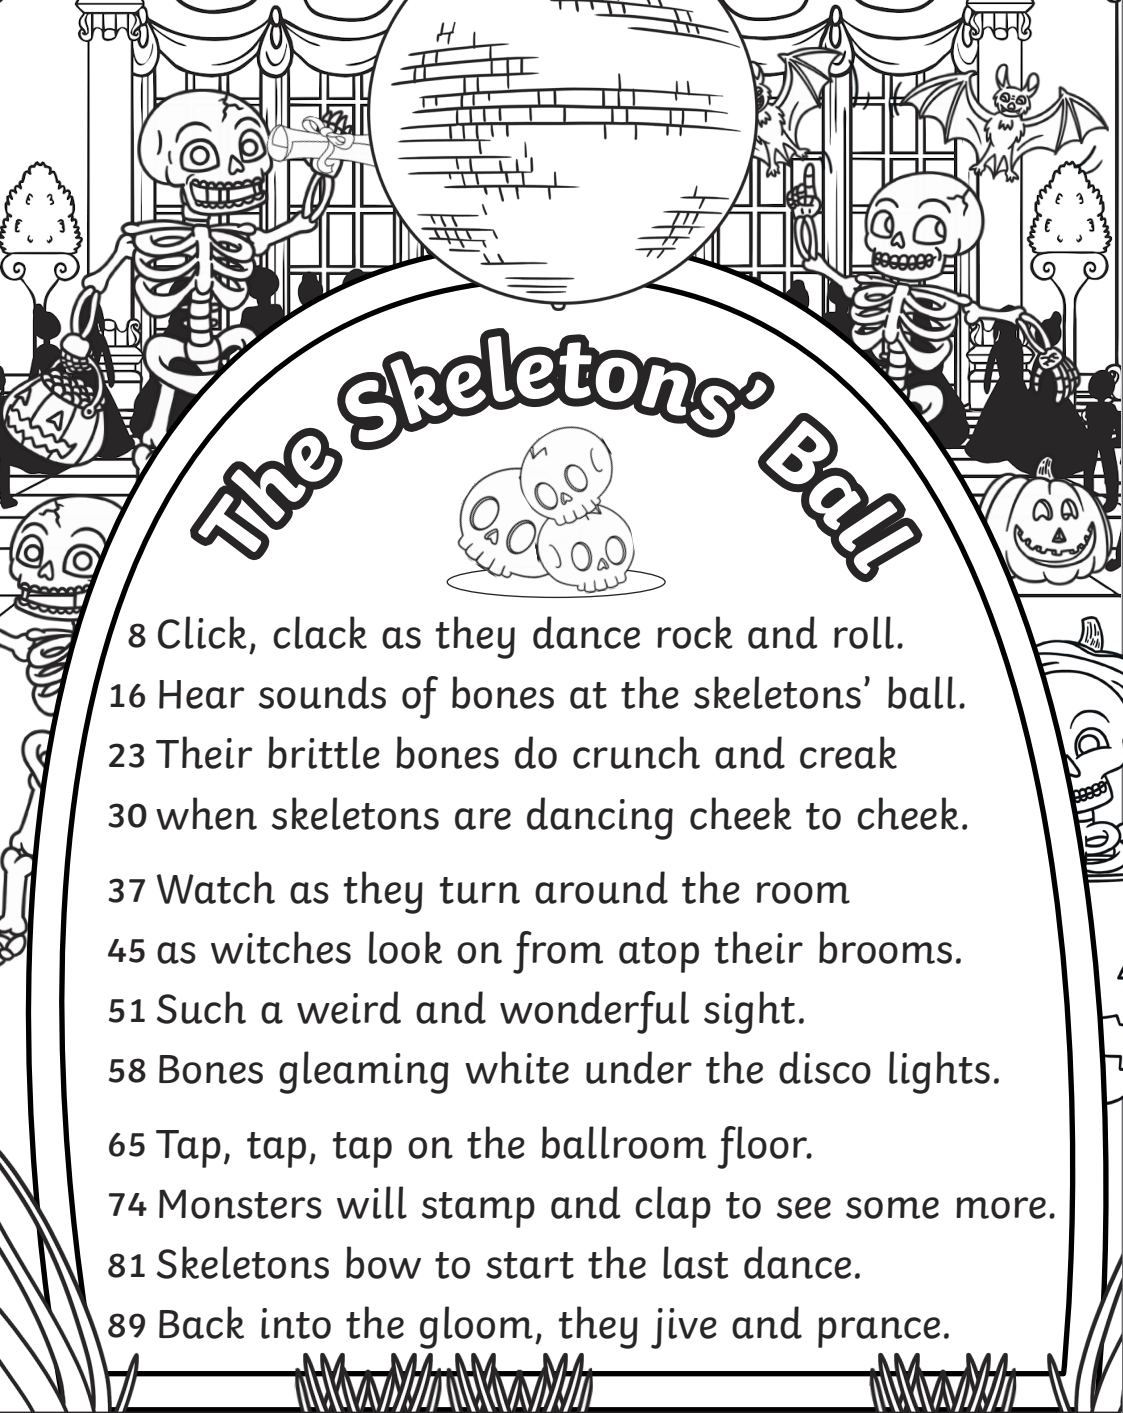 The Skeletons’ Ball
8 Click, clack as they dance rock and roll.
16 Hear sounds of bones at the skeletons’ ball.
23 Their brittle bones do crunch and creak
30 when skeletons are dancing cheek to cheek.
37 Watch as they turn around the room
45 as witches look on from atop their brooms.
51 Such a weird and wonderful sight.
58 Bones gleaming white under the disco lights.
65 Tap, tap, tap on the ballroom floor.
74 Monsters will stamp and clap to see some more.
81 Skeletons bow to start the last dance.
89 Back into the gloom, they jive and prance.